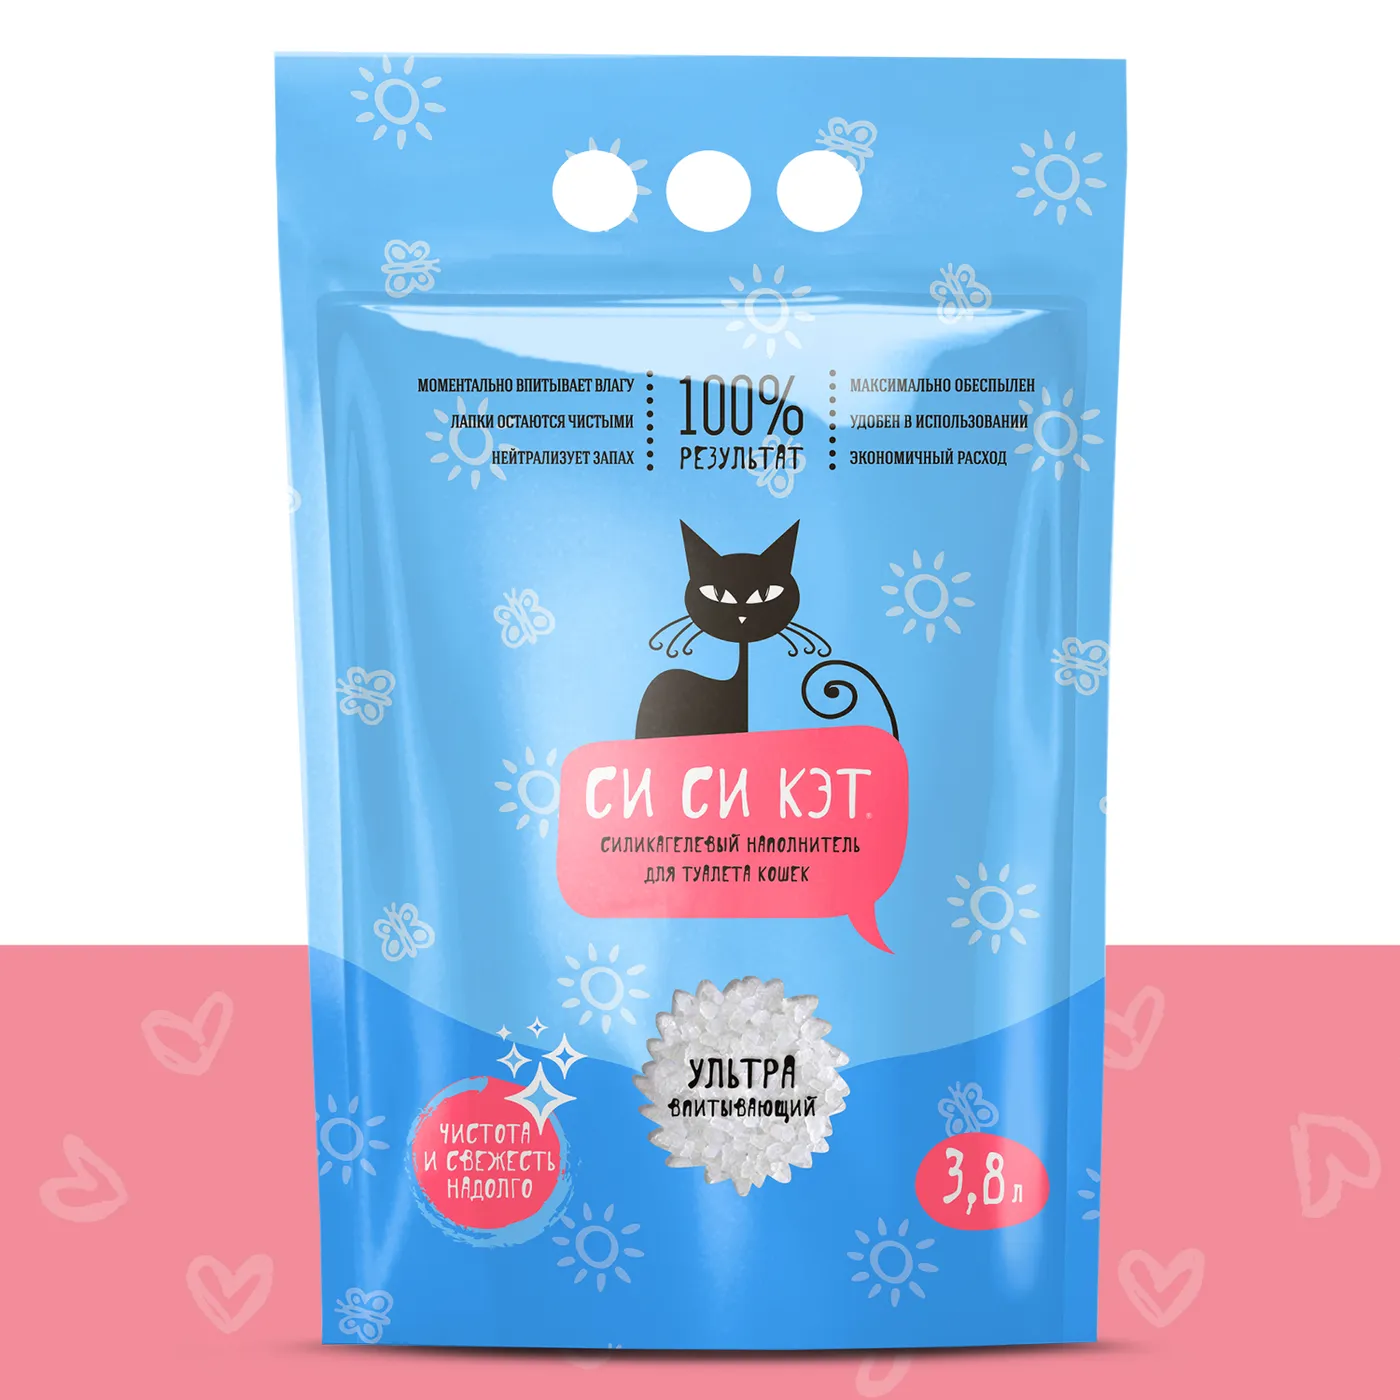 МОМЕНТАЛЬНО ВПИТЫВАЕТ ВЛАГУ
ЛАПКИ ОСТАЮТСЯ ЧИСТЫМИ
НЕЙТРАЛИЗУЕТ ЗАПАХ
100%
РЕЗУЛЬТАТ
МАКСИМАЛЬНО ОБЕСПЫЛЕН
УДОБЕН В ИСПОЛЬЗОВАНИИ
ЭКОНОМИЧНЫЙ РАСХОД
СИ СИ КЭТ®
СИЛИКАГЕЛЕВЫЙ НАПОЛНИТЕЛЬ
ДЛЯ ТУАЛЕТА КОШЕК
УЛЬТРА
ВПИТЫВАЮЩИЙ
ЧИСТОТА
И СВЕЖЕСТЬ
НАДОЛГО
3,8 л